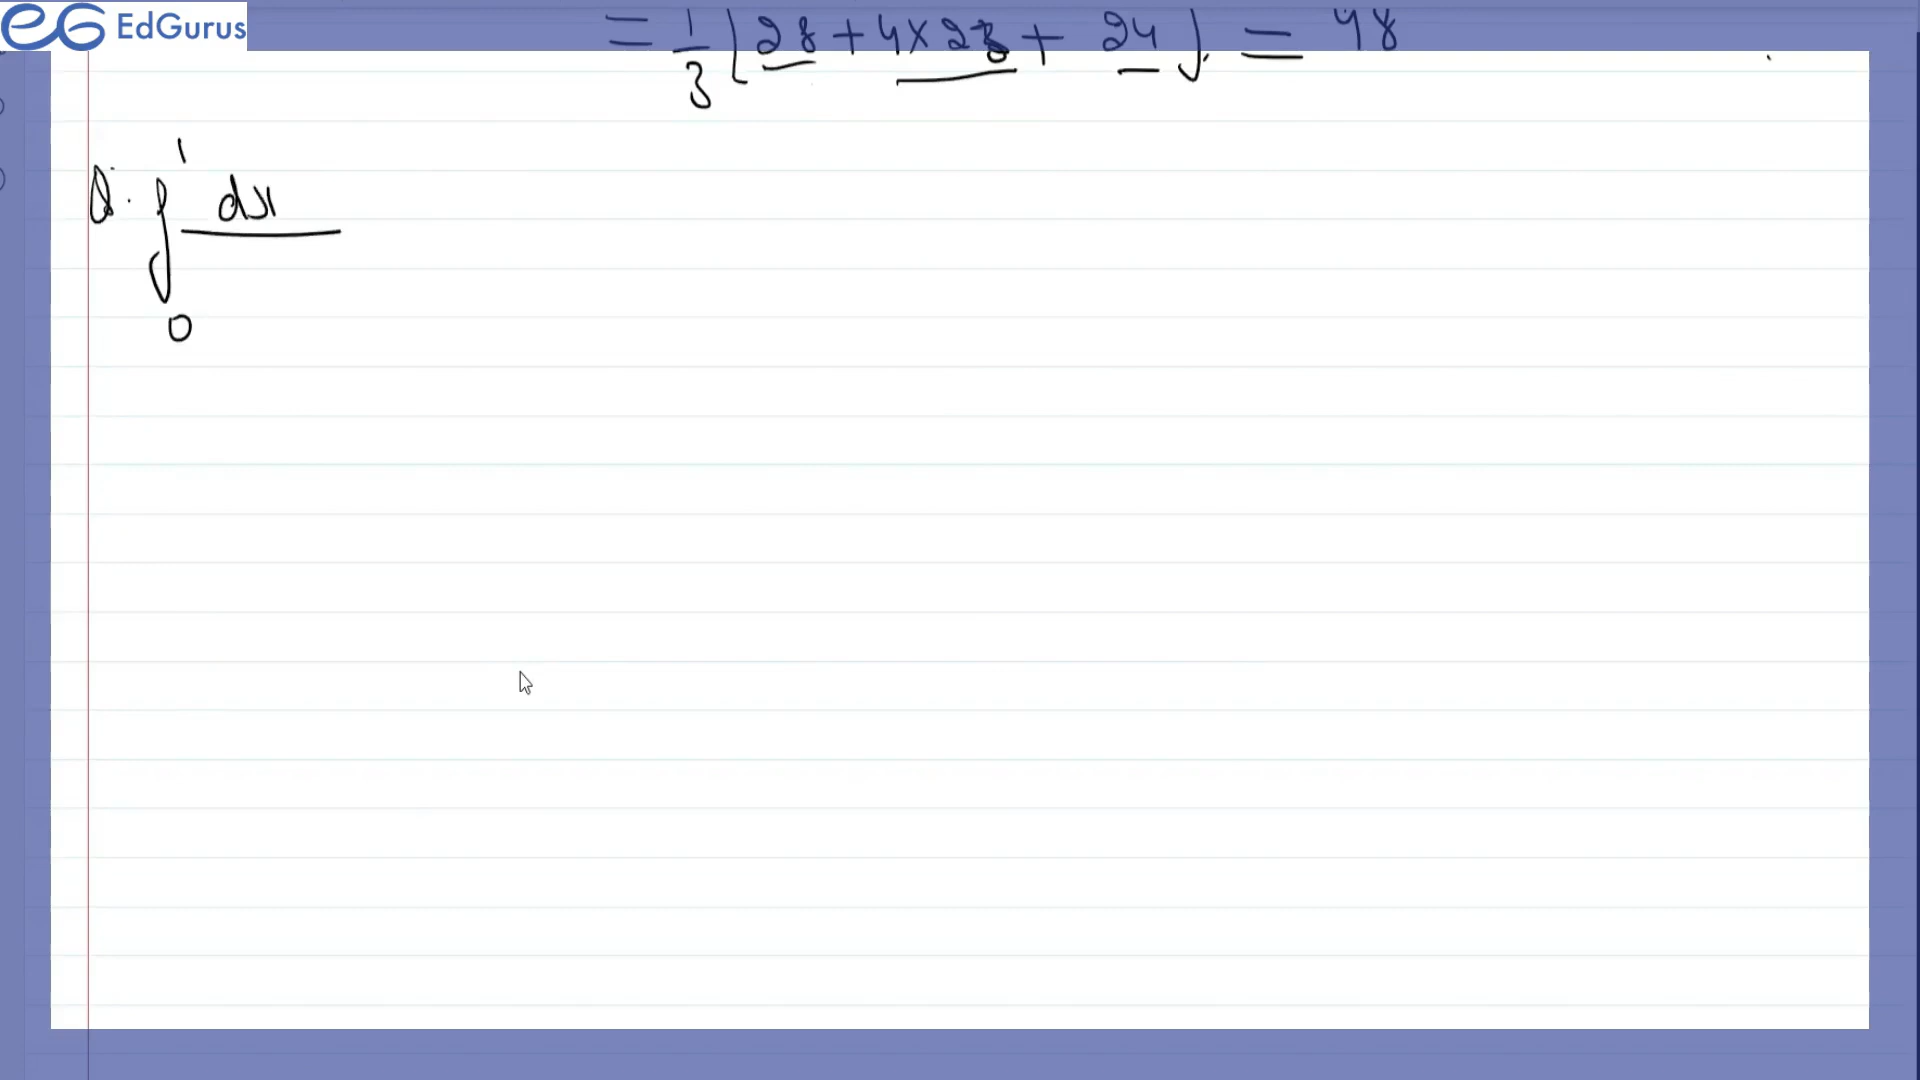 EdGurus
= 1/3 [28 + 4×28 + 24]. = 48
Q. ∫₀¹ dx/